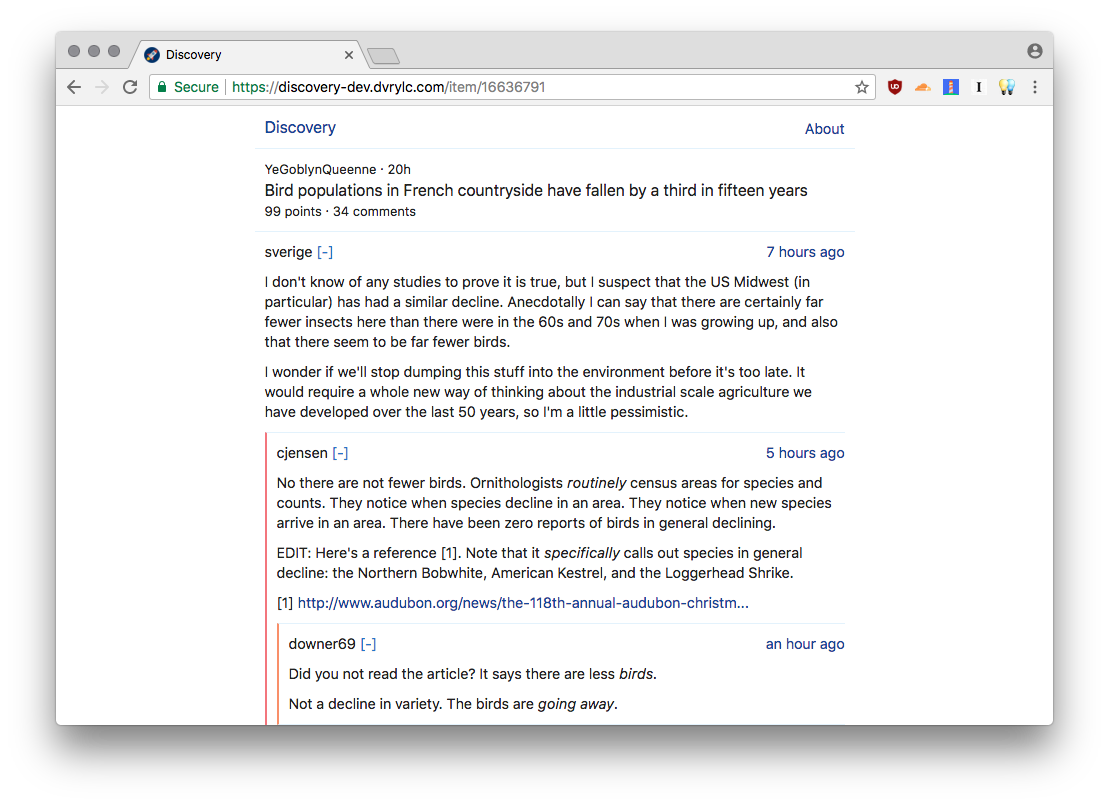 Discovery
Secure https://discovery-dev.dvrylc.com/item/16636791
Discovery About
YeGoblynQueenne · 20h
Bird populations in French countryside have fallen by a third in fifteen years
99 points · 34 comments
sverige [-] 7 hours ago
I don't know of any studies to prove it is true, but I suspect that the US Midwest (in
particular) has had a similar decline. Anecdotally I can say that there are certainly far
fewer insects here than there were in the 60s and 70s when I was growing up, and also
that there seem to be far fewer birds.
I wonder if we'll stop dumping this stuff into the environment before it's too late. It
would require a whole new way of thinking about the industrial scale agriculture we
have developed over the last 50 years, so I'm a little pessimistic.
cjensen [-] 5 hours ago
No there are not fewer birds. Ornithologists routinely census areas for species and
counts. They notice when species decline in an area. They notice when new species
arrive in an area. There have been zero reports of birds in general declining.
EDIT: Here's a reference [1]. Note that it specifically calls out species in general
decline: the Northern Bobwhite, American Kestrel, and the Loggerhead Shrike.
[1] http://www.audubon.org/news/the-118th-annual-audubon-christm...
downer69 [-] an hour ago
Did you not read the article? It says there are less birds.
Not a decline in variety. The birds are going away.